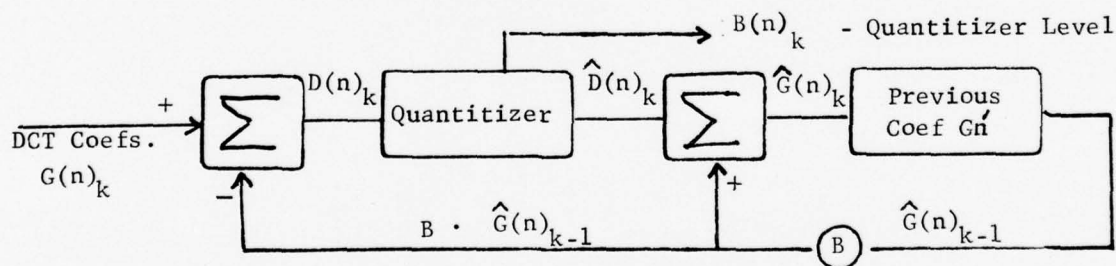 B(n)k - Quantitizer Level
+ D(n)k D̂(n)k Ĝ(n)k
Σ Quantitizer Σ Previous
Coef Gn′
DCT Coefs.
G(n)k
− +
B · Ĝ(n)k-1 B Ĝ(n)k-1